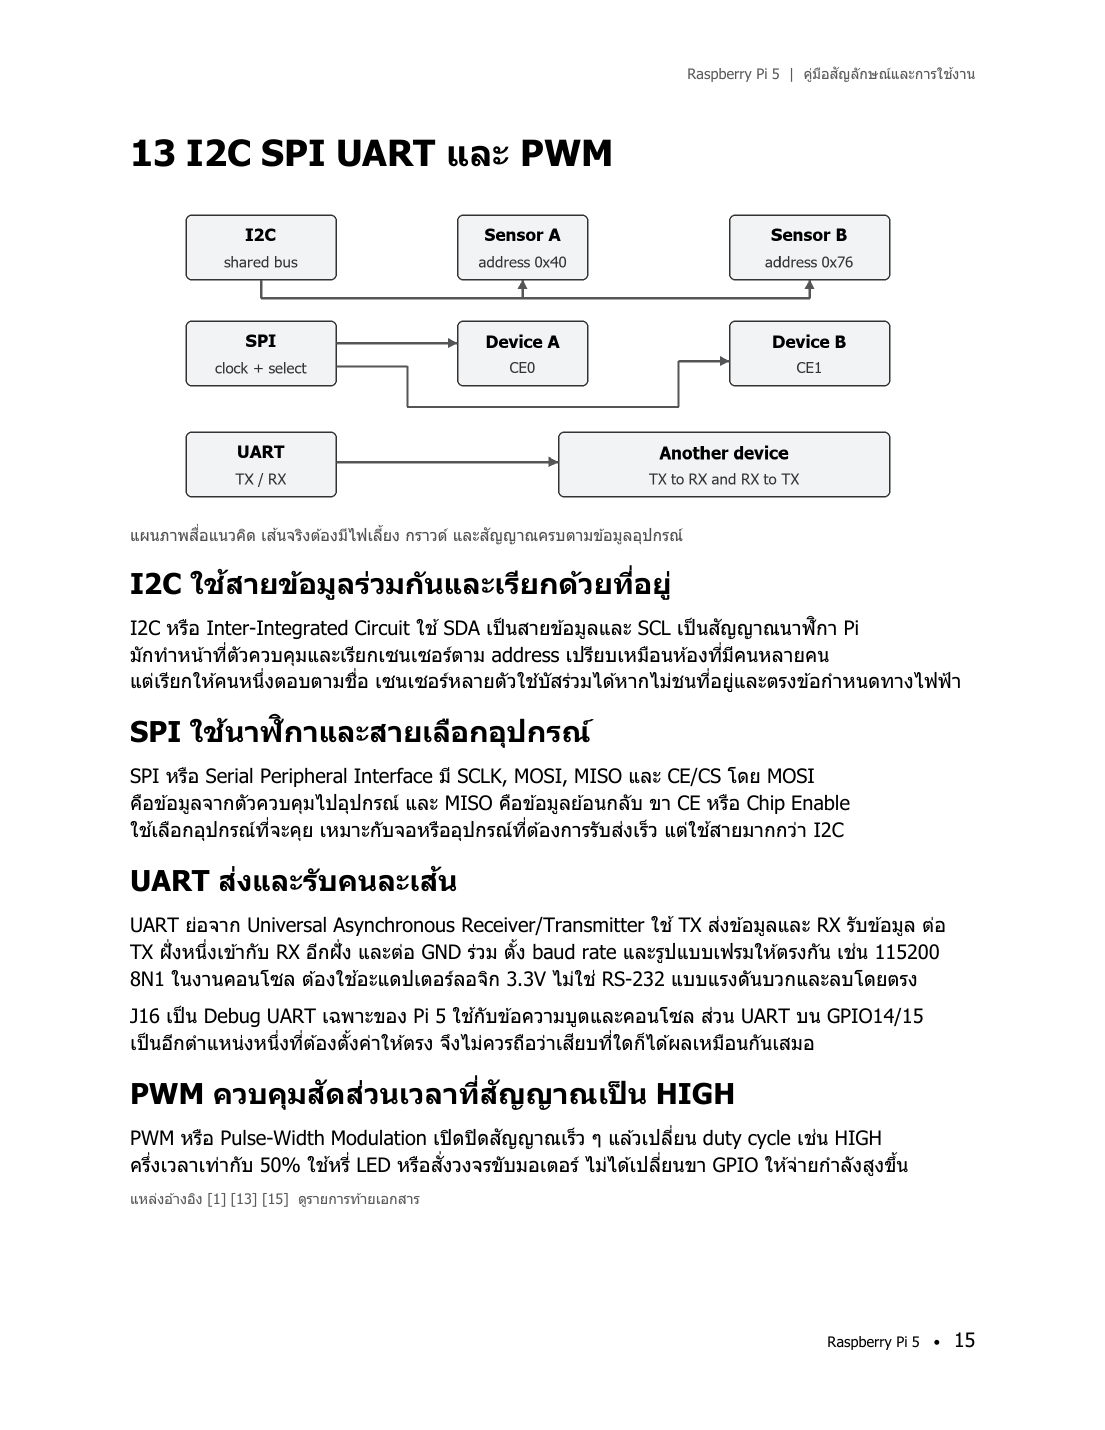 Raspberry Pi 5 | คู่มือสัญลักษณ์และการใช้งาน
13 I2C SPI UART และ PWM
I2C
shared bus
Sensor A
address 0x40
Sensor B
address 0x76
SPI
clock + select
Device A
CE0
Device B
CE1
UART
TX / RX
Another device
TX to RX and RX to TX
แผนภาพสื่อแนวคิด เส้นจริงต้องมีไฟเลี้ยง กราวด์ และสัญญาณครบตามข้อมูลอุปกรณ์
I2C ใช้สายข้อมูลร่วมกันและเรียกด้วยที่อยู่
I2C หรือ Inter-Integrated Circuit ใช้ SDA เป็นสายข้อมูลและ SCL เป็นสัญญาณนาฬิกา Pi
มักทำหน้าที่ตัวควบคุมและเรียกเซนเซอร์ตาม address เปรียบเหมือนห้องที่มีคนหลายคน
แต่เรียกให้คนหนึ่งตอบตามชื่อ เซนเซอร์หลายตัวใช้บัสร่วมได้หากไม่ชนที่อยู่และตรงข้อกำหนดทางไฟฟ้า
SPI ใช้นาฬิกาและสายเลือกอุปกรณ์
SPI หรือ Serial Peripheral Interface มี SCLK, MOSI, MISO และ CE/CS โดย MOSI
คือข้อมูลจากตัวควบคุมไปอุปกรณ์ และ MISO คือข้อมูลย้อนกลับ ขา CE หรือ Chip Enable
ใช้เลือกอุปกรณ์ที่จะคุย เหมาะกับจอหรืออุปกรณ์ที่ต้องการรับส่งเร็ว แต่ใช้สายมากกว่า I2C
UART ส่งและรับคนละเส้น
UART ย่อจาก Universal Asynchronous Receiver/Transmitter ใช้ TX ส่งข้อมูลและ RX รับข้อมูล ต่อ
TX ฝั่งหนึ่งเข้ากับ RX อีกฝั่ง และต่อ GND ร่วม ตั้ง baud rate และรูปแบบเฟรมให้ตรงกัน เช่น 115200
8N1 ในงานคอนโซล ต้องใช้อะแดปเตอร์ลอจิก 3.3V ไม่ใช่ RS-232 แบบแรงดันบวกและลบโดยตรง
J16 เป็น Debug UART เฉพาะของ Pi 5 ใช้กับข้อความบูตและคอนโซล ส่วน UART บน GPIO14/15
เป็นอีกตำแหน่งหนึ่งที่ต้องตั้งค่าให้ตรง จึงไม่ควรถือว่าเสียบที่ใดก็ได้ผลเหมือนกันเสมอ
PWM ควบคุมสัดส่วนเวลาที่สัญญาณเป็น HIGH
PWM หรือ Pulse-Width Modulation เปิดปิดสัญญาณเร็ว ๆ แล้วเปลี่ยน duty cycle เช่น HIGH
ครึ่งเวลาเท่ากับ 50% ใช้หรี่ LED หรือสั่งวงจรขับมอเตอร์ ไม่ได้เปลี่ยนขา GPIO ให้จ่ายกำลังสูงขึ้น
แหล่งอ้างอิง [1] [13] [15] ดูรายการท้ายเอกสาร
Raspberry Pi 5 • 15